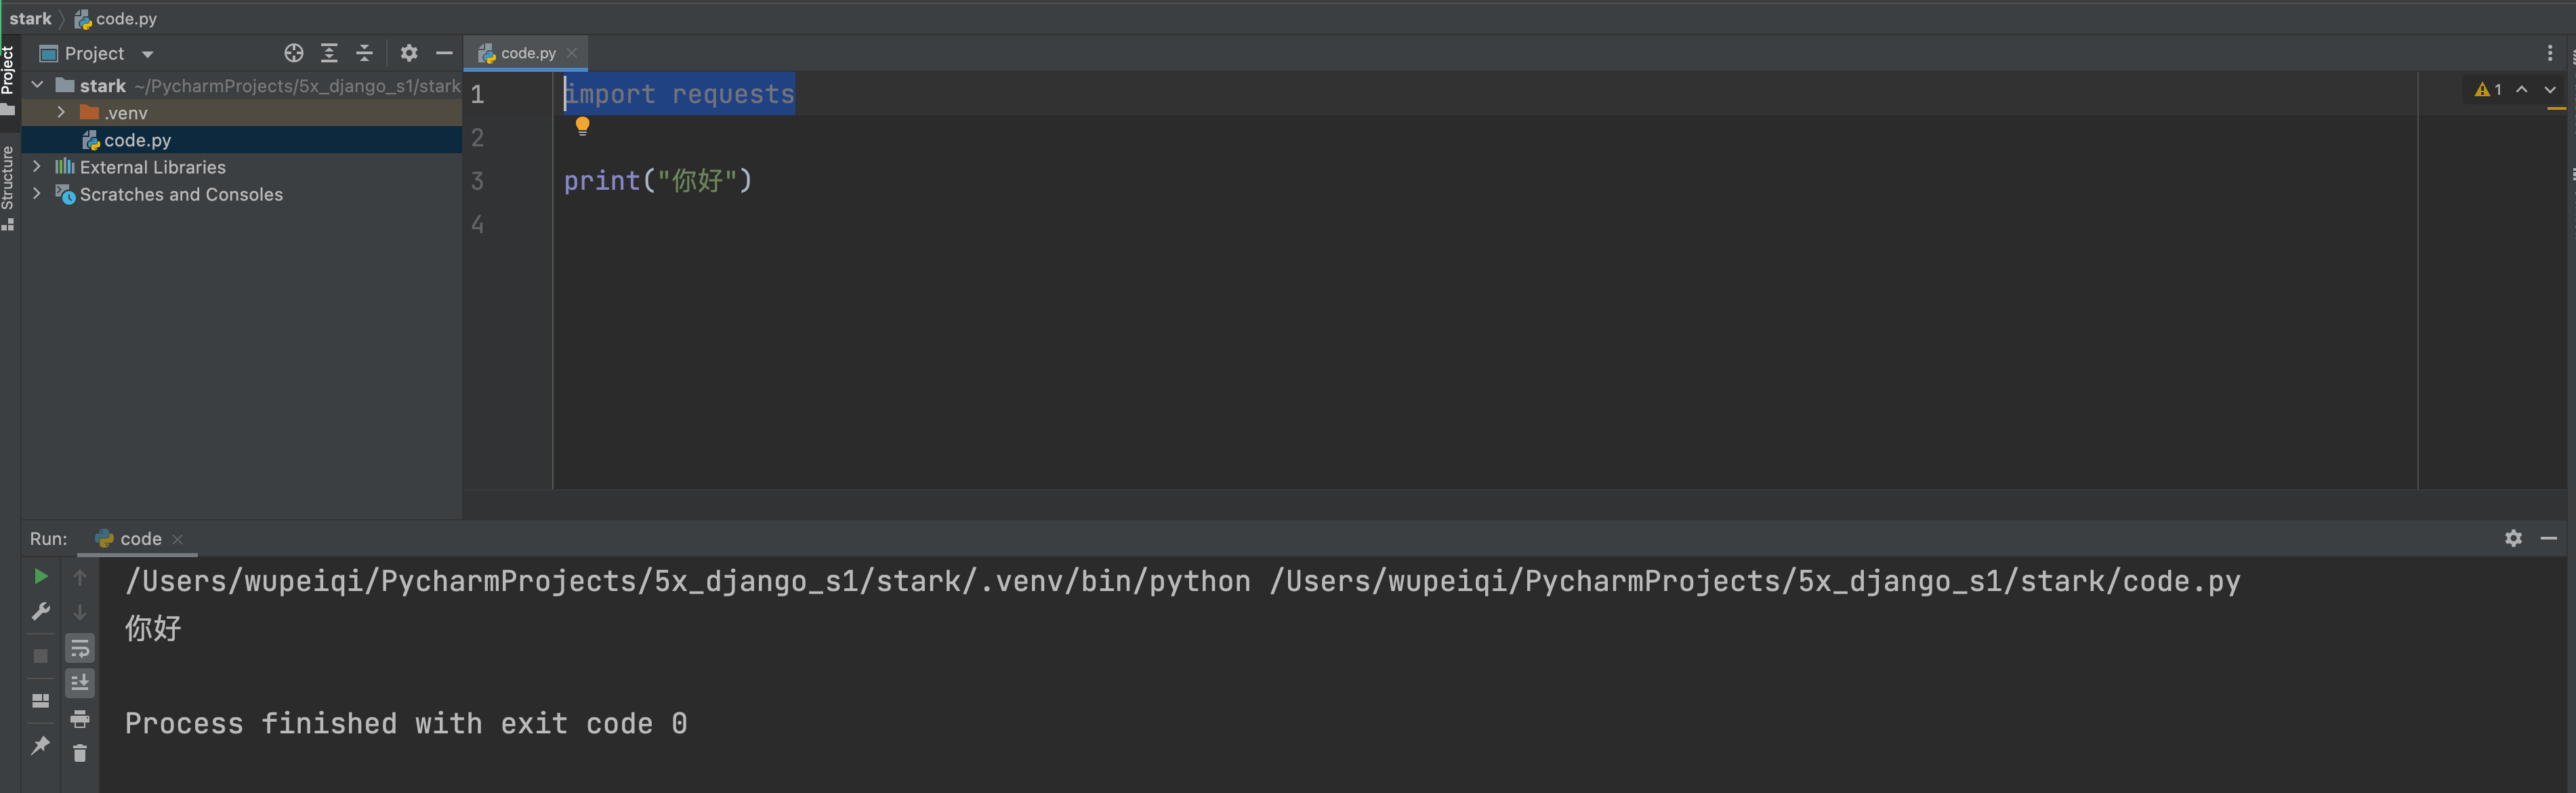 stark
code.py
Project
code.py
Project
stark ~/PycharmProjects/5x_django_s1/stark
.venv
code.py
External Libraries
Scratches and Consoles
Structure
1 import requests
2
3 print("你好")
4
1
Run:
code
/Users/wupeiqi/PycharmProjects/5x_django_s1/stark/.venv/bin/python /Users/wupeiqi/PycharmProjects/5x_django_s1/stark/code.py
你好
Process finished with exit code 0